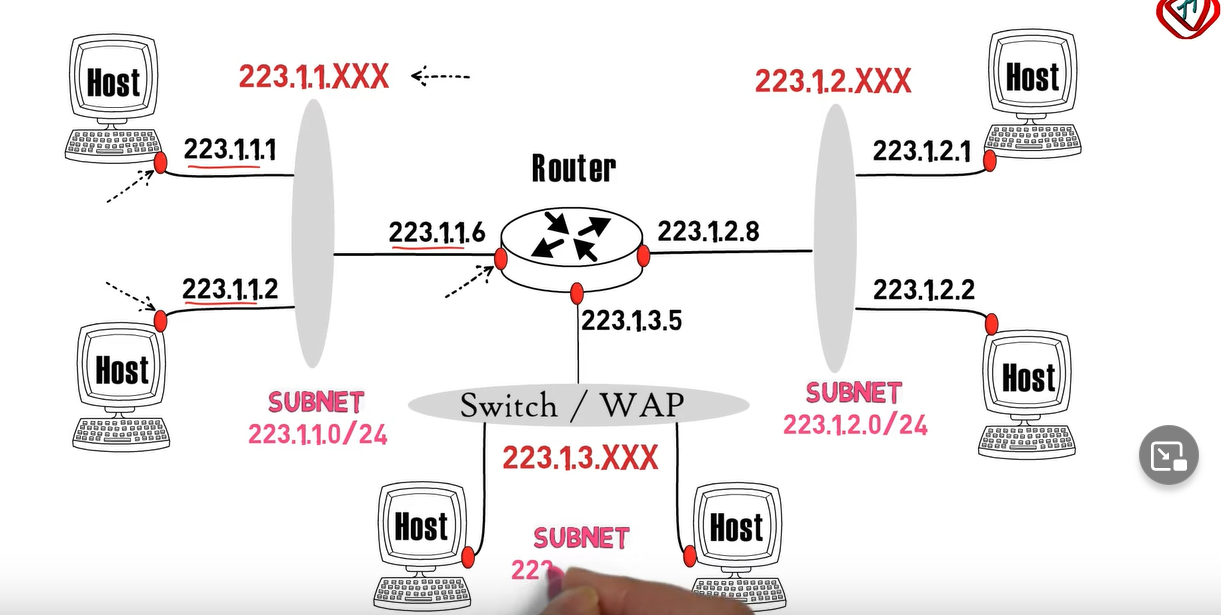 Host
223.1.1.XXX
223.1.2.XXX
Host
223.1.1.1
Router
223.1.2.1
223.1.1.6
223.1.2.8
223.1.1.2
223.1.2.2
223.1.3.5
Host
Host
SUBNET
223.1.1.0/24
Switch / WAP
SUBNET
223.1.2.0/24
223.1.3.XXX
Host
SUBNET
Host